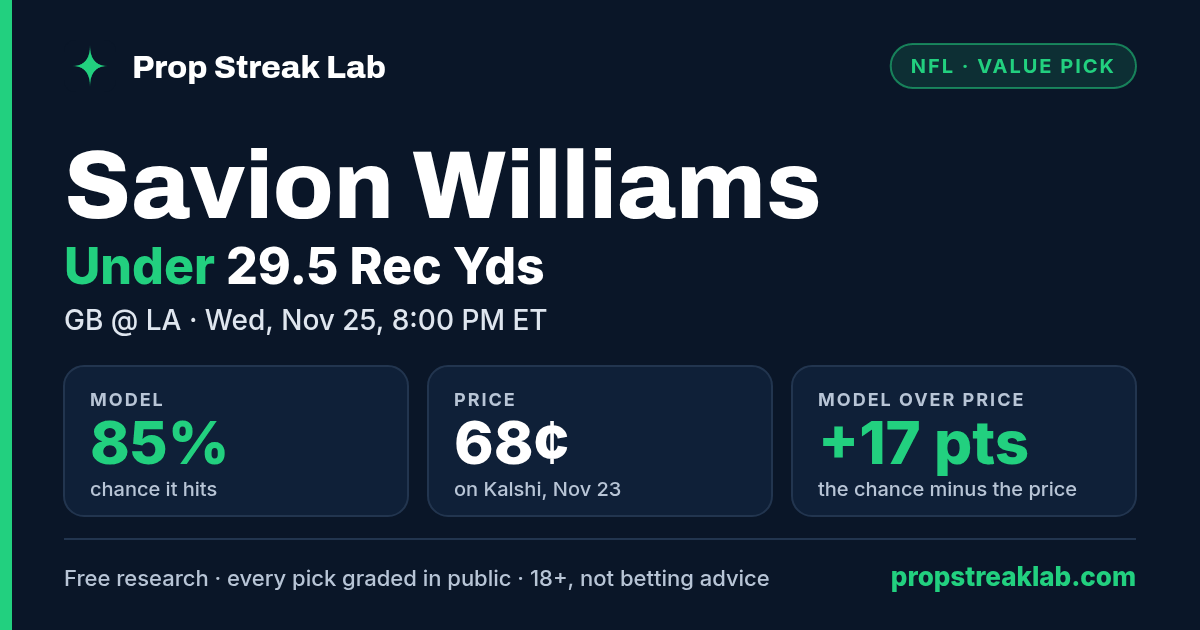 Prop Streak Lab
NFL · VALUE PICK
Savion Williams
Under 29.5 Rec Yds
GB @ LA · Wed, Nov 25, 8:00 PM ET
MODEL
85%
chance it hits
PRICE
68¢
on Kalshi, Nov 23
MODEL OVER PRICE
+17 pts
the chance minus the price
Free research · every pick graded in public · 18+, not betting advice
propstreaklab.com